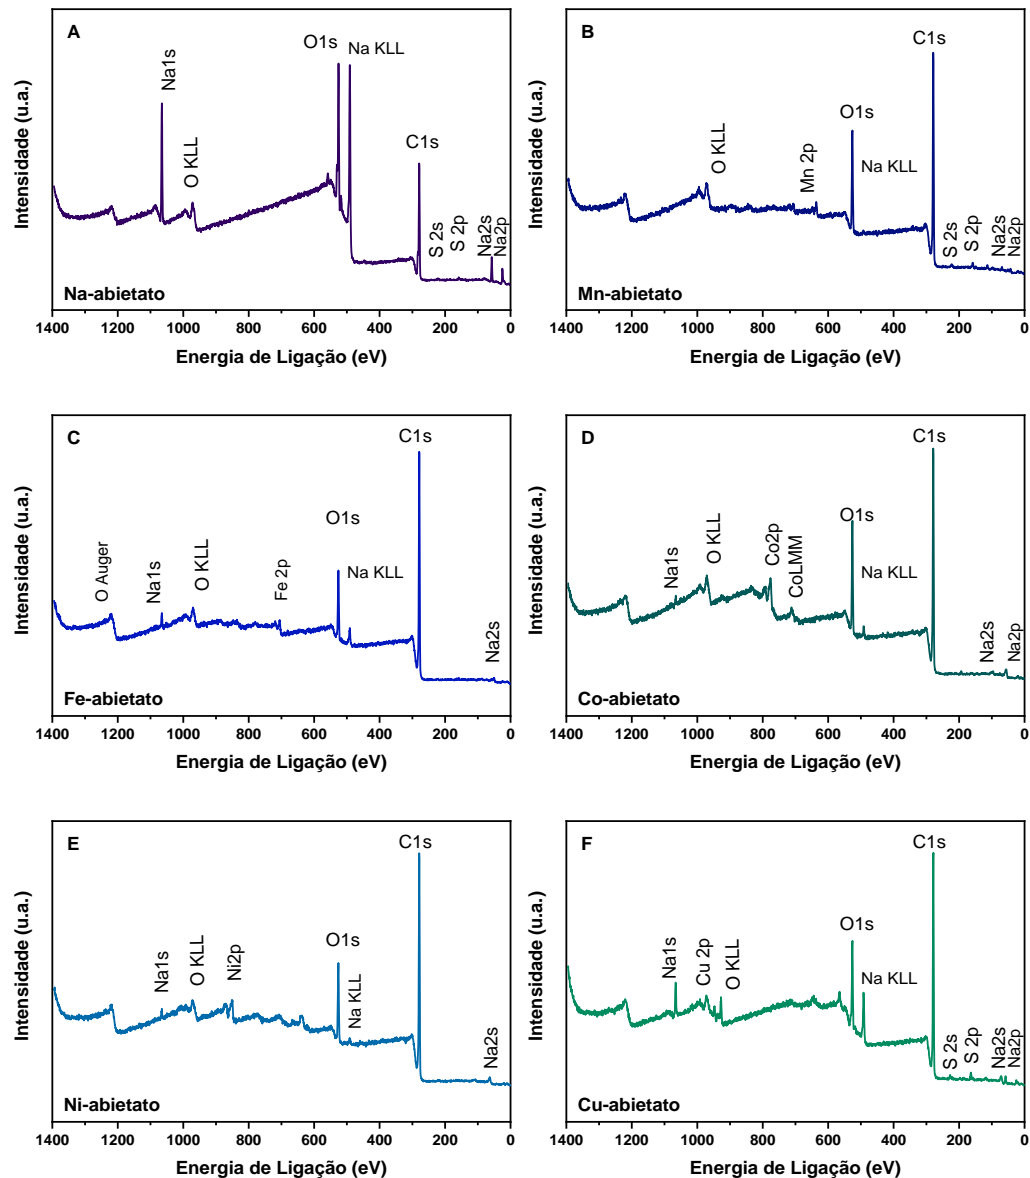 A
Na1s
O KLL
O1s
Na KLL
C1s
S 2s
S 2p
Na2s
Na2p
Na-abietato
Intensidade (u.a.)
1400 1200 1000 800 600 400 200 0
Energia de Ligação (eV)
B
O KLL
Mn 2p
O1s
Na KLL
C1s
S 2s
S 2p
Na2s
Na2p
Mn-abietato
Intensidade (u.a.)
1400 1200 1000 800 600 400 200 0
Energia de Ligação (eV)
C
O Auger
Na1s
O KLL
Fe 2p
O1s
Na KLL
C1s
Na2s
Fe-abietato
Intensidade (u.a.)
1400 1200 1000 800 600 400 200 0
Energia de Ligação (eV)
D
Na1s
O KLL
Co2p
CoLMM
O1s
Na KLL
C1s
Na2s
Na2p
Co-abietato
Intensidade (u.a.)
1400 1200 1000 800 600 400 200 0
Energia de Ligação (eV)
E
Na1s
O KLL
Ni2p
O1s
Na KLL
C1s
Na2s
Ni-abietato
Intensidade (u.a.)
1400 1200 1000 800 600 400 200 0
Energia de Ligação (eV)
F
Na1s
Cu 2p
O KLL
O1s
Na KLL
C1s
S 2s
S 2p
Na2s
Na2p
Cu-abietato
Intensidade (u.a.)
1400 1200 1000 800 600 400 200 0
Energia de Ligação (eV)